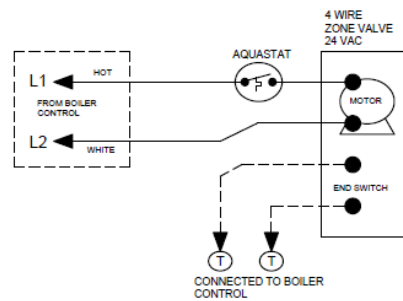 4 WIRE
ZONE VALVE
24 VAC
AQUASTAT
L1
HOT
MOTOR
FROM BOILER
CONTROL
L2
WHITE
END SWITCH
T T
CONNECTED TO BOILER
CONTROL